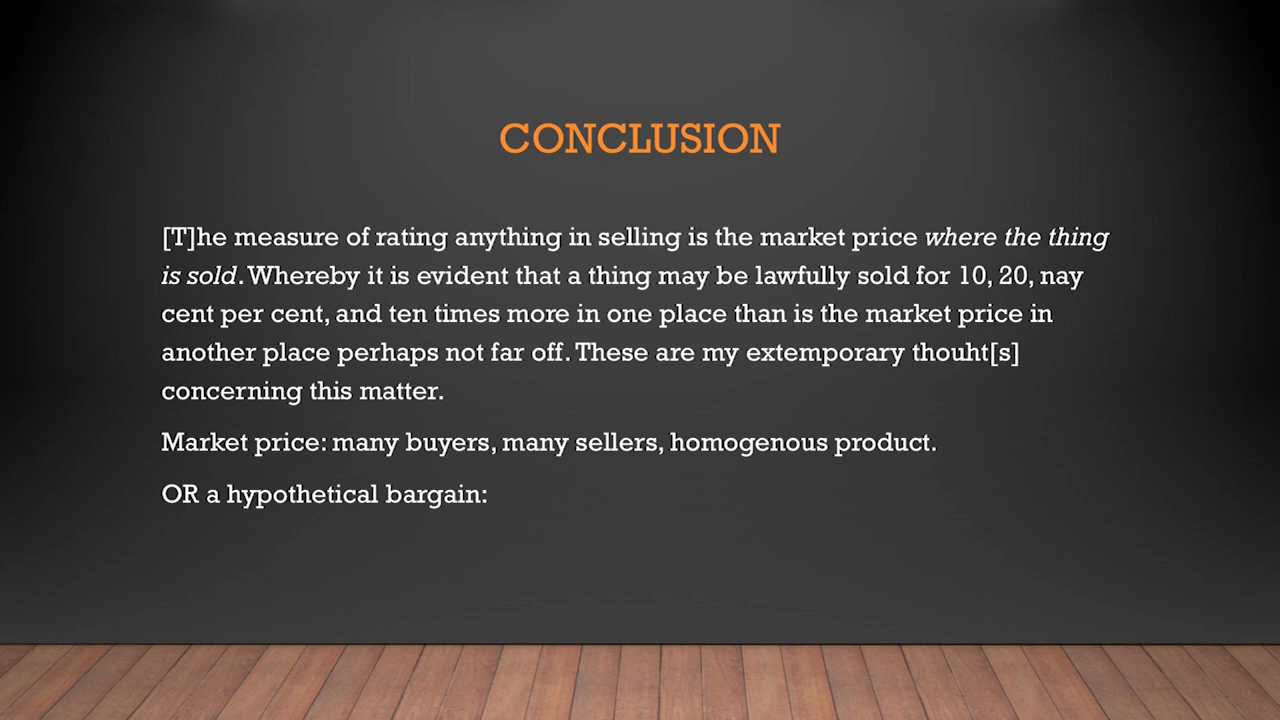 CONCLUSION
[T]he measure of rating anything in selling is the market price where the thing
is sold. Whereby it is evident that a thing may be lawfully sold for 10, 20, nay
cent per cent, and ten times more in one place than is the market price in
another place perhaps not far off. These are my extemporary thouht[s]
concerning this matter.
Market price: many buyers, many sellers, homogenous product.
OR a hypothetical bargain: